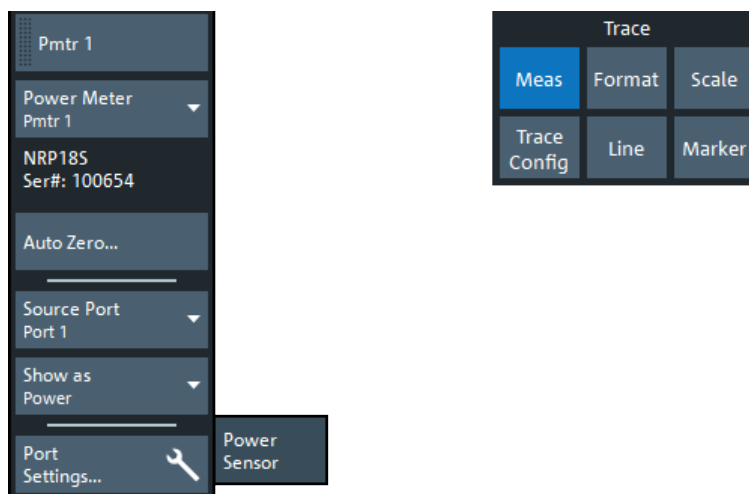 Pmtr 1
Power Meter
Pmtr 1
NRP18S
Ser#: 100654
Auto Zero...
Source Port
Port 1
Show as
Power
Port
Settings...
Power
Sensor
Trace
Meas
Format
Scale
Trace
Config
Line
Marker